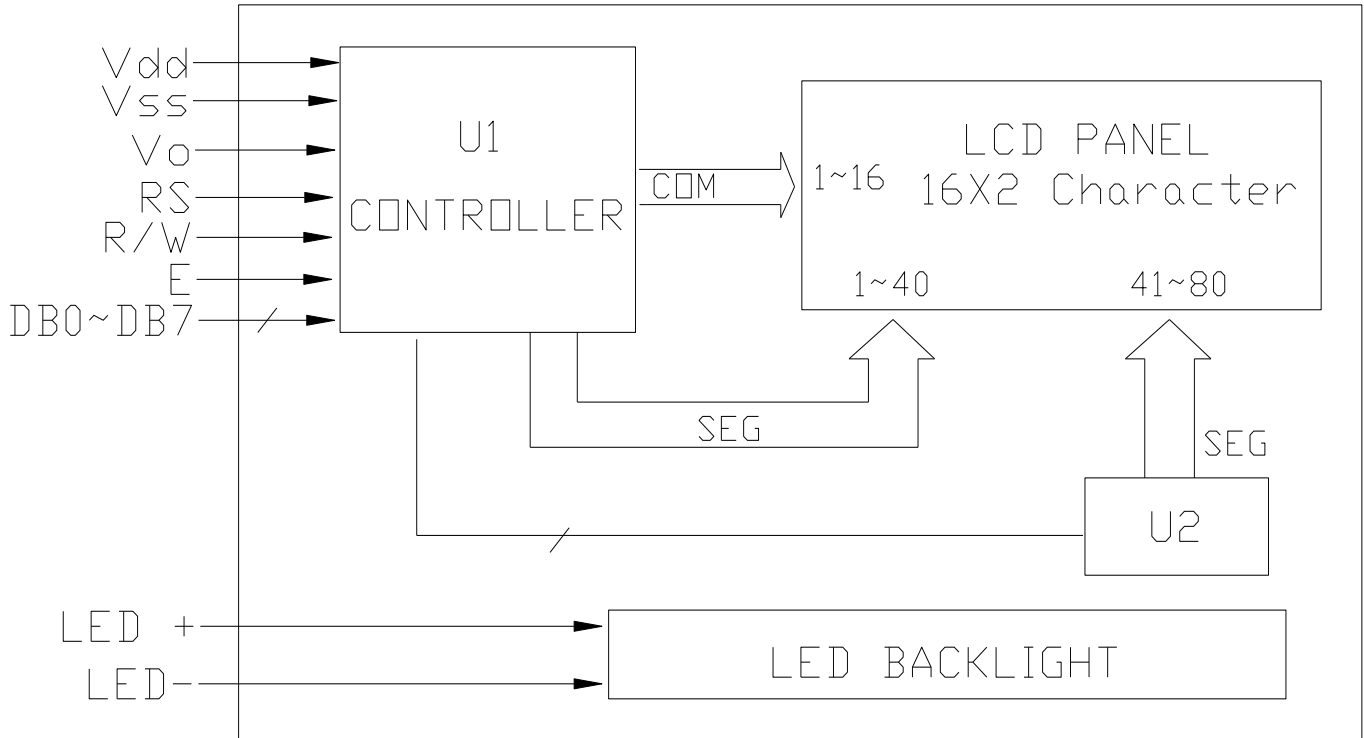 Vdd
Vss
Vo
RS
R/W
E
DB0~DB7
U1
CONTROLLER
COM
1~16
LCD PANEL
16X2 Character
1~40
41~80
SEG
SEG
U2
LED +
LED-
LED BACKLIGHT